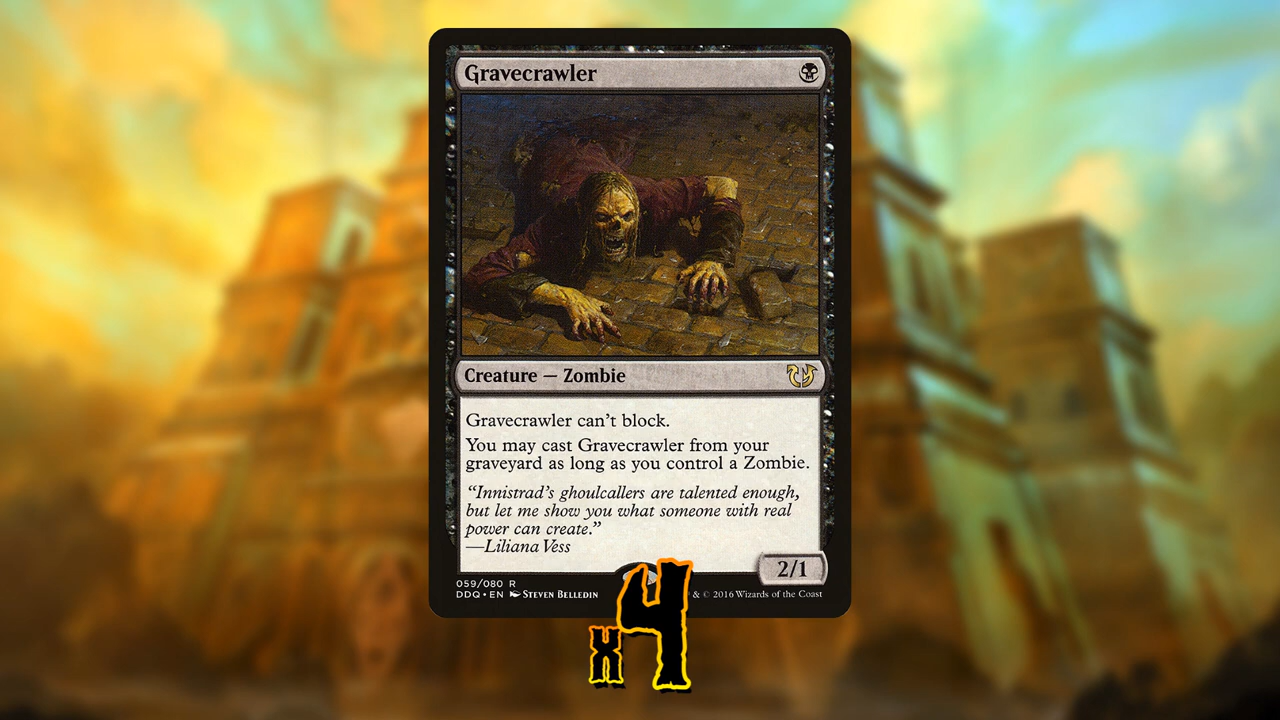 Gravecrawler
Creature — Zombie
Gravecrawler can't block.
You may cast Gravecrawler from your
graveyard as long as you control a Zombie.
"Innistrad's ghoulcallers are talented enough,
but let me show you what someone with real
power can create."
—Liliana Vess
2/1
059/080 R
DDQ • EN Steven Belledin
& © 2016 Wizards of the Coast
x4